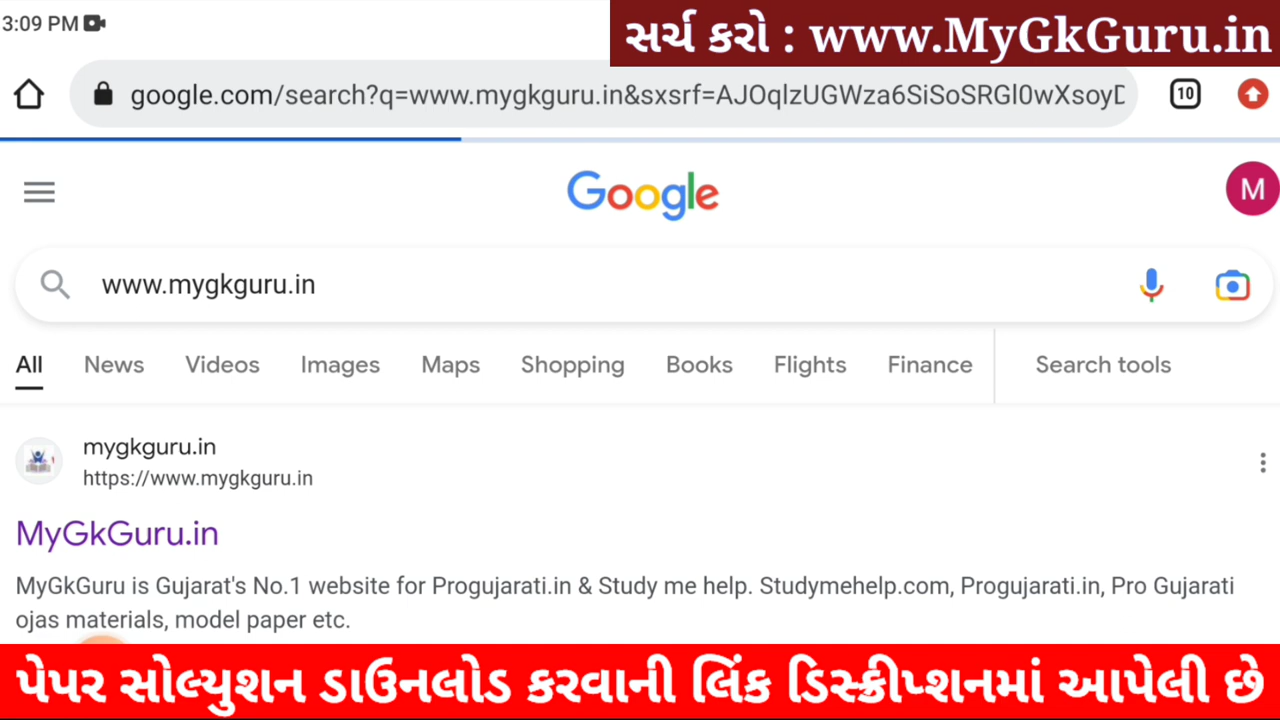 3:09 PM
સર્ચ કરો : www.MyGkGuru.in
google.com/search?q=www.mygkguru.in&sxsrf=AJOqlzUGWza6SiSoSRGl0wXsoyD
10
Google
M
www.mygkguru.in
All News Videos Images Maps Shopping Books Flights Finance Search tools
mygkguru.in
https://www.mygkguru.in
MyGkGuru.in
MyGkGuru is Gujarat's No.1 website for Progujarati.in & Study me help. Studymehelp.com, Progujarati.in, Pro Gujarati
ojas materials, model paper etc.
પેપર સોલ્યુશન ડાઉનલોડ કરવાની લિંક ડિસ્ક્રીપ્શનમાં આપેલી છે